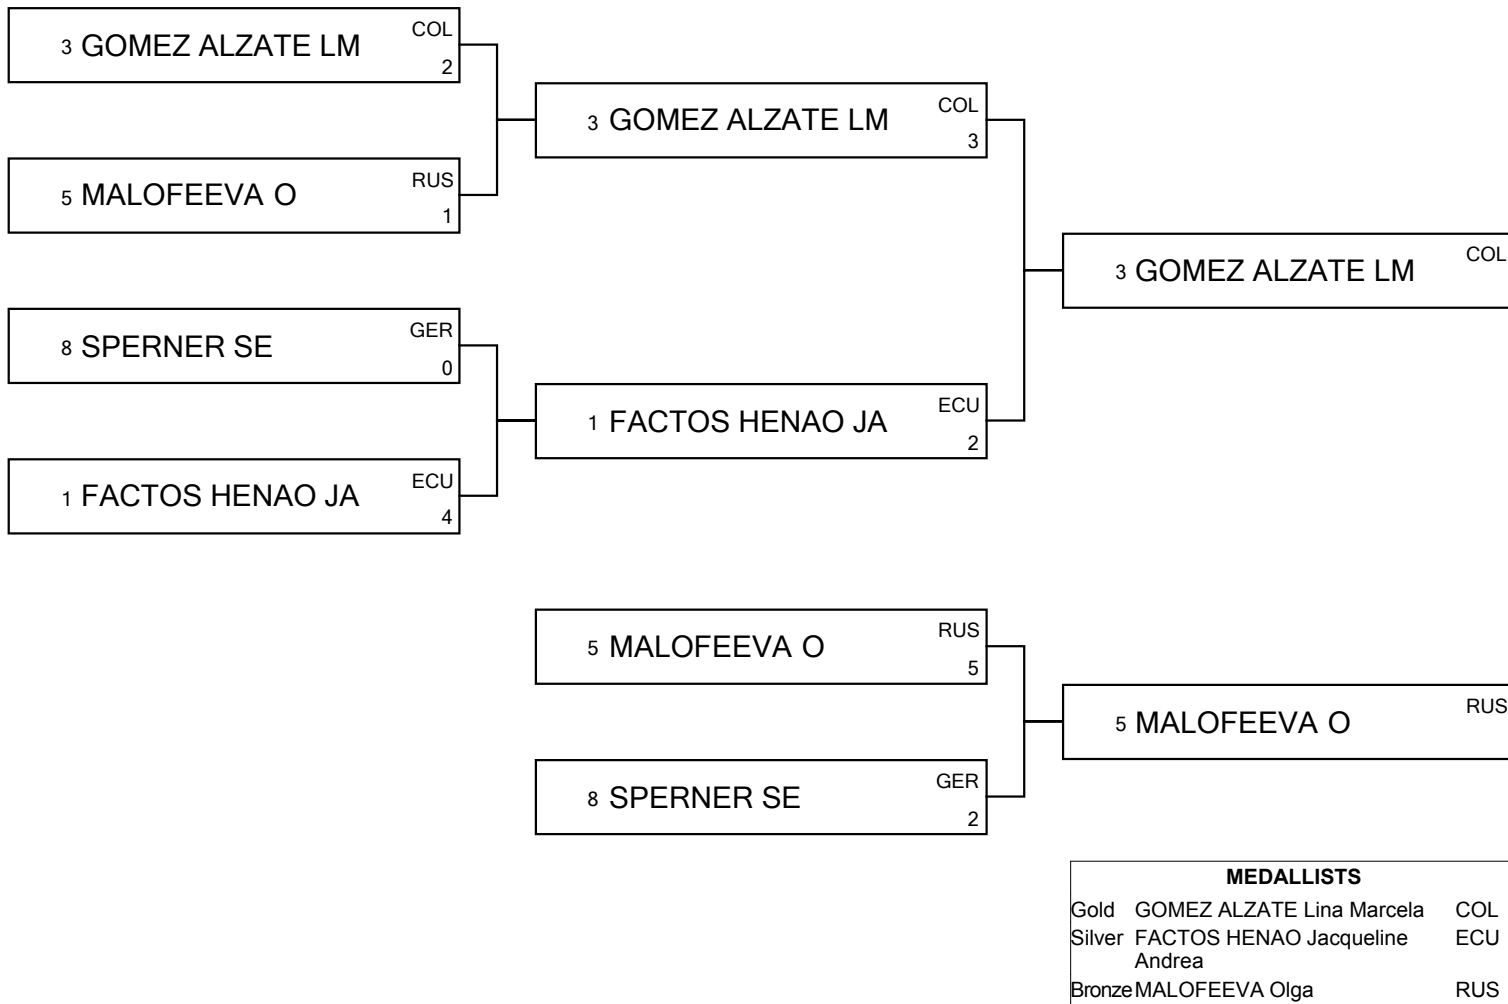 3 GOMEZ ALZATE LM COL
2
5 MALOFEEVA O RUS
1
8 SPERNER SE GER
0
1 FACTOS HENAO JA ECU
4
3 GOMEZ ALZATE LM COL
3
1 FACTOS HENAO JA ECU
2
3 GOMEZ ALZATE LM COL
5 MALOFEEVA O RUS
5
8 SPERNER SE GER
2
5 MALOFEEVA O RUS
MEDALLISTS
Gold GOMEZ ALZATE Lina Marcela COL
Silver FACTOS HENAO Jacqueline ECU
Andrea
Bronze MALOFEEVA Olga RUS